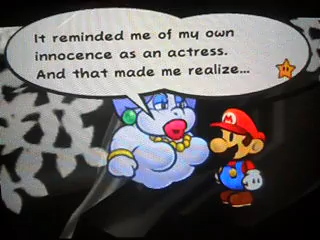 It reminded me of my own
innocence as an actress.
And that made me realize...
M